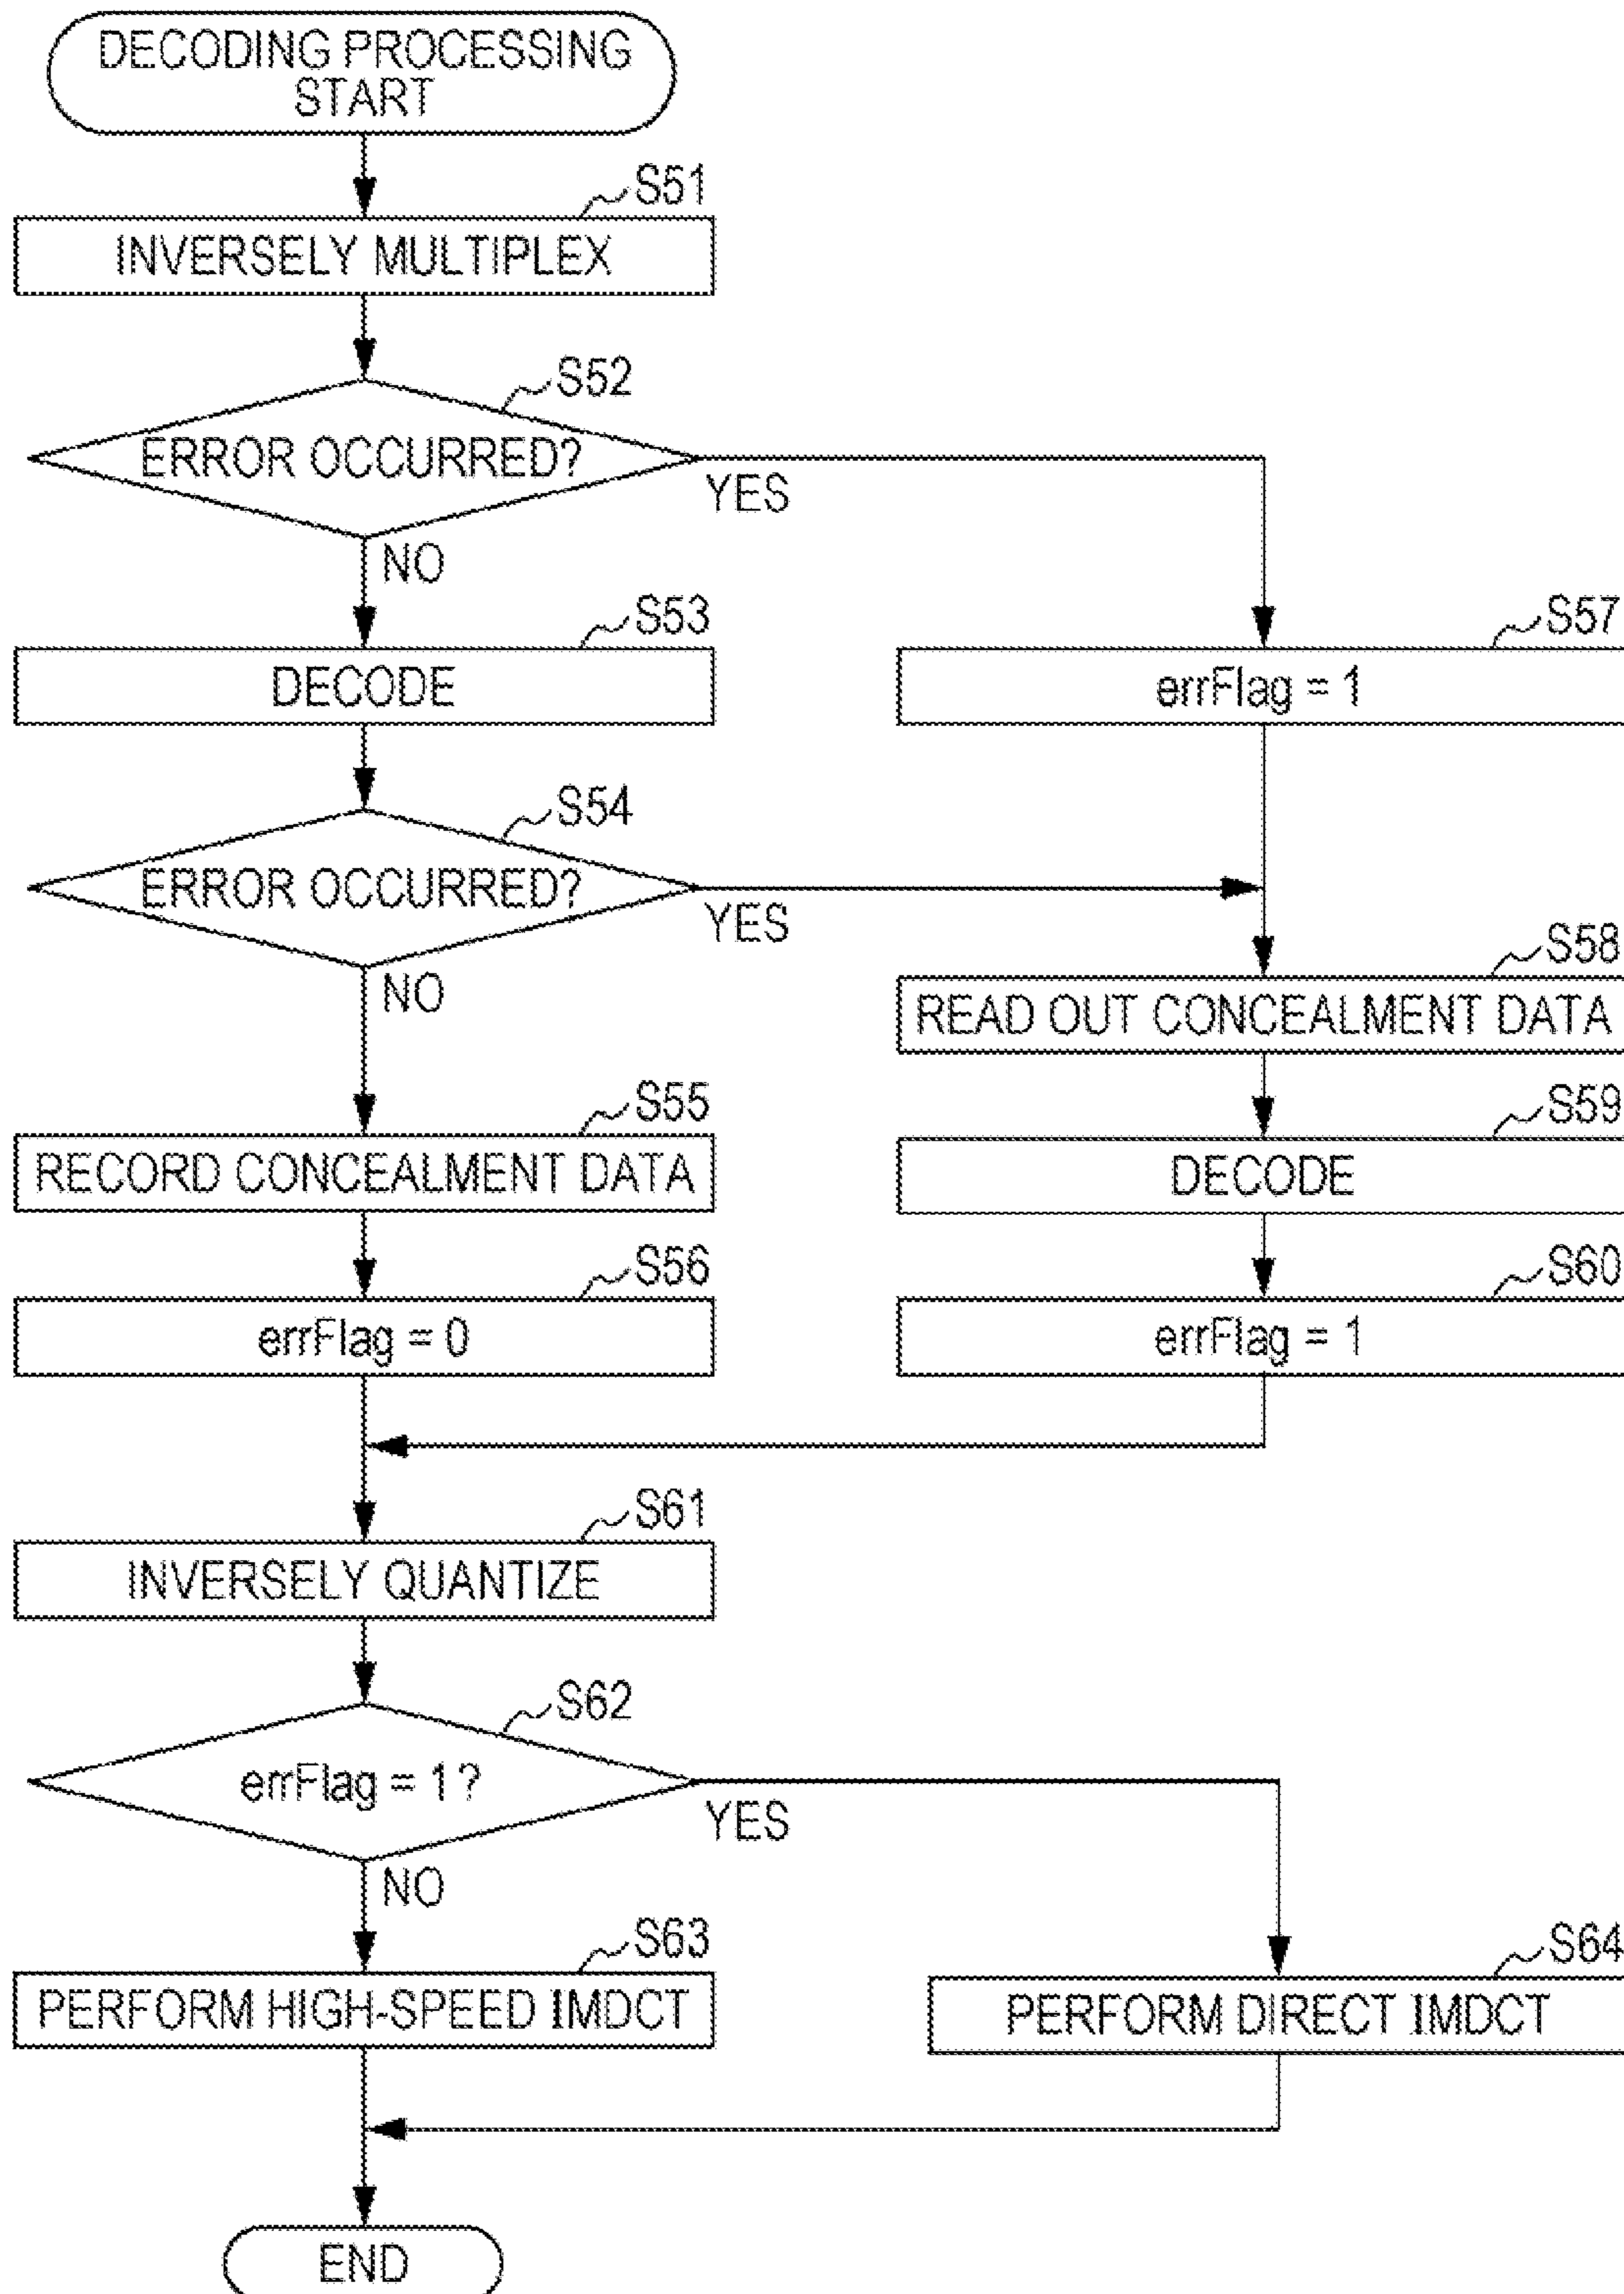 DECODING PROCESSING
START
S51
INVERSELY MULTIPLEX
S52
ERROR OCCURRED?
YES
NO
S53
DECODE
S57
errFlag = 1
S54
ERROR OCCURRED?
YES
NO
S58
READ OUT CONCEALMENT DATA
S55
RECORD CONCEALMENT DATA
S59
DECODE
S56
errFlag = 0
S60
errFlag = 1
S61
INVERSELY QUANTIZE
S62
errFlag = 1?
YES
NO
S63
PERFORM HIGH-SPEED IMDCT
S64
PERFORM DIRECT IMDCT
END